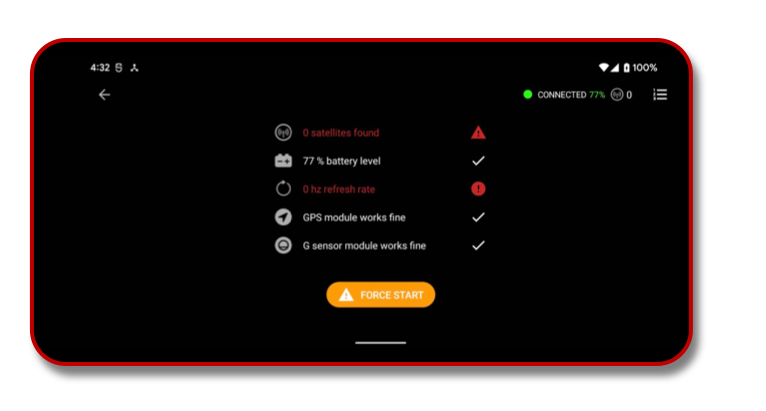 4:32 100%
CONNECTED 77% 0
0 satellites found
77 % battery level
0 hz refresh rate
GPS module works fine
G sensor module works fine
FORCE START